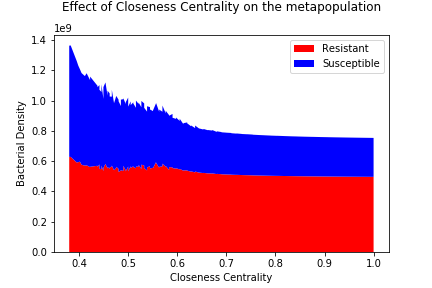 Effect of Closeness Centrality on the metapopulation
1e9
Resistant
Susceptible
1.4
1.2
1.0
0.8
0.6
0.4
0.2
0.0
Bacterial Density
0.4 0.5 0.6 0.7 0.8 0.9 1.0
Closeness Centrality